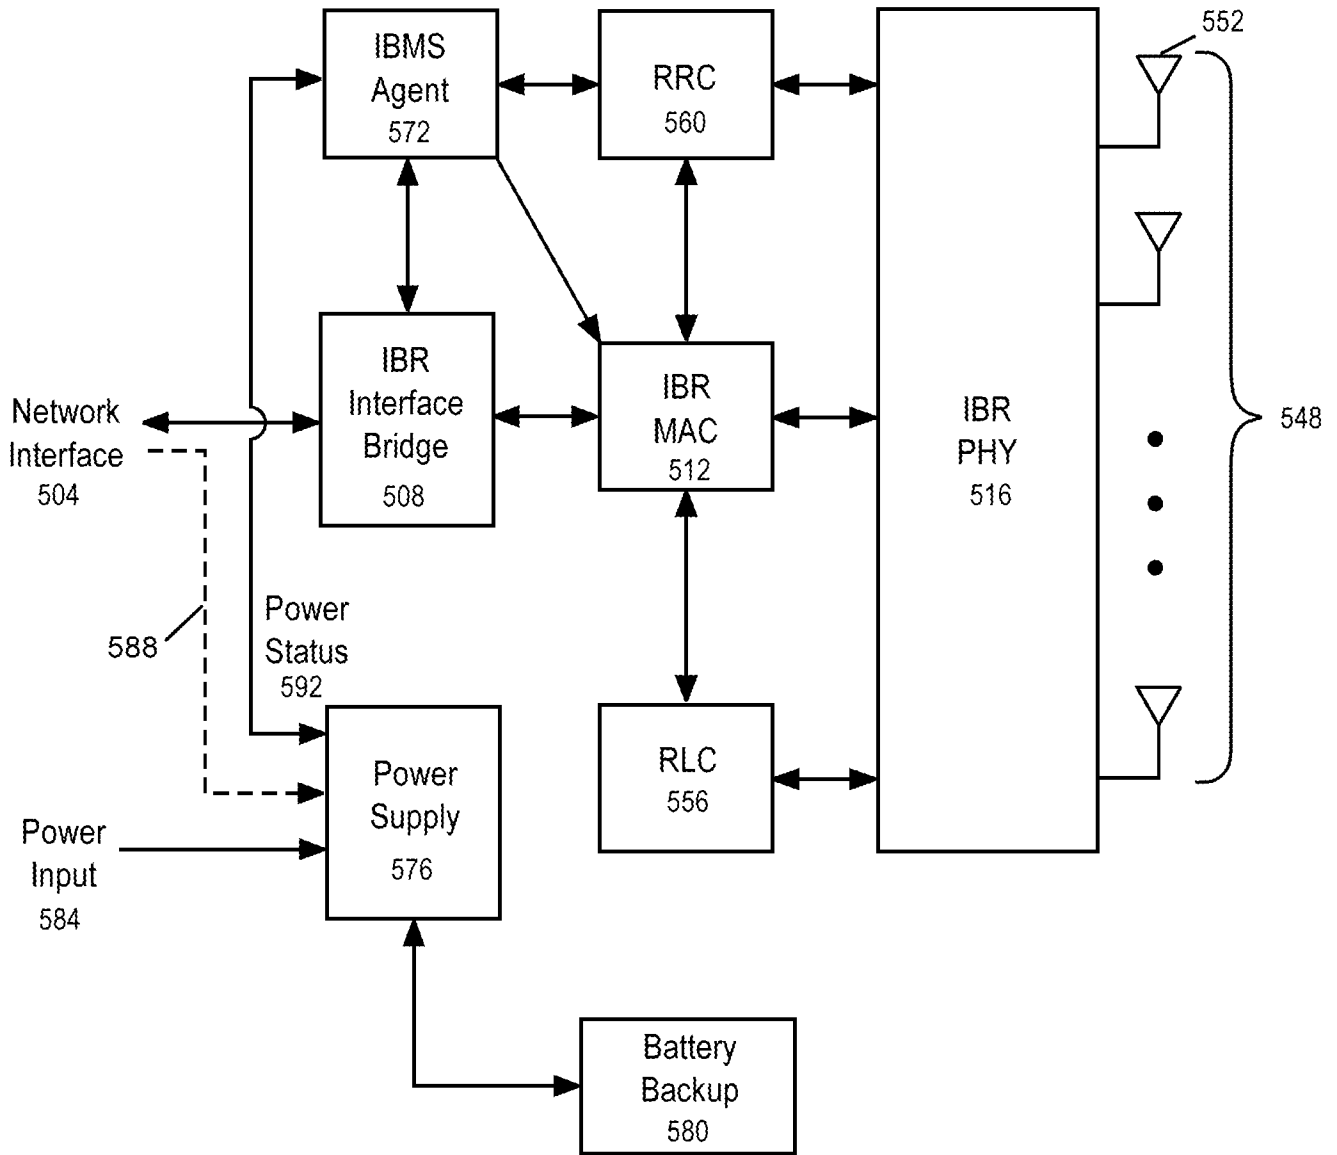 552
IBMS
Agent
572
RRC
560
IBR
Interface
Bridge
508
IBR
MAC
512
IBR
PHY
516
548
Network
Interface
504
588
Power
Status
592
Power
Supply
576
RLC
556
Power
Input
584
Battery
Backup
580